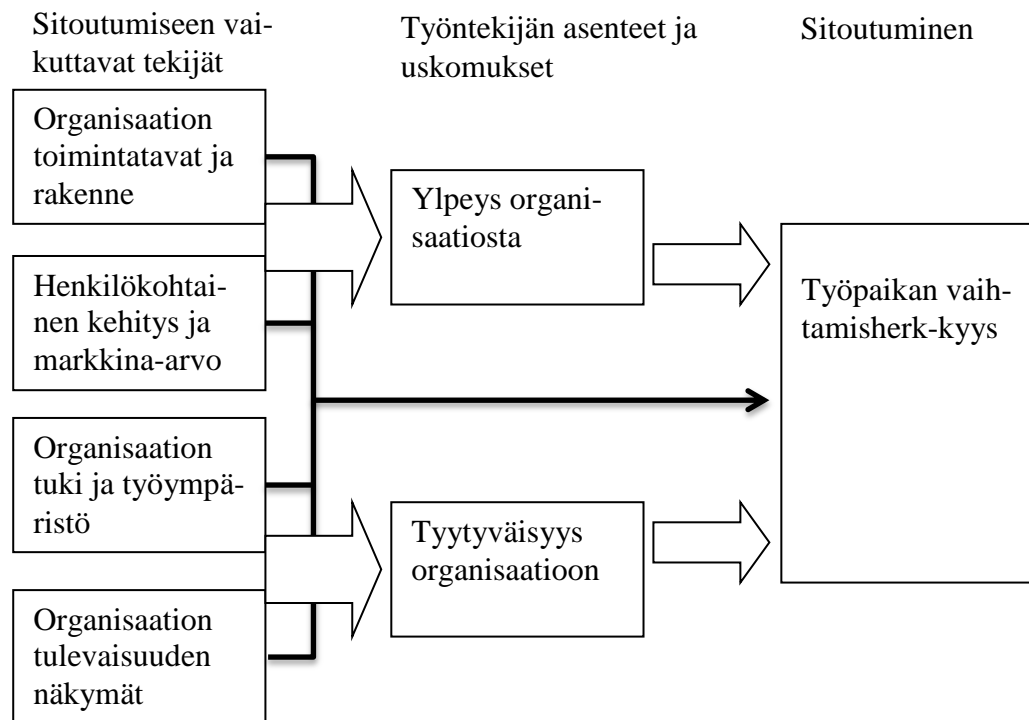 Sitoutumiseen vai-
kuttavat tekijät
Työntekijän asenteet ja
uskomukset
Sitoutuminen
Organisaation
toimintatavat ja
rakenne
Henkilökohtai-
nen kehitys ja
markkina-arvo
Organisaation
tuki ja työympä-
ristö
Organisaation
tulevaisuuden
näkymät
Ylpeys organi-
saatiosta
Tyytyväisyys
organisaatioon
Työpaikan vaih-
tamisherk-kyys